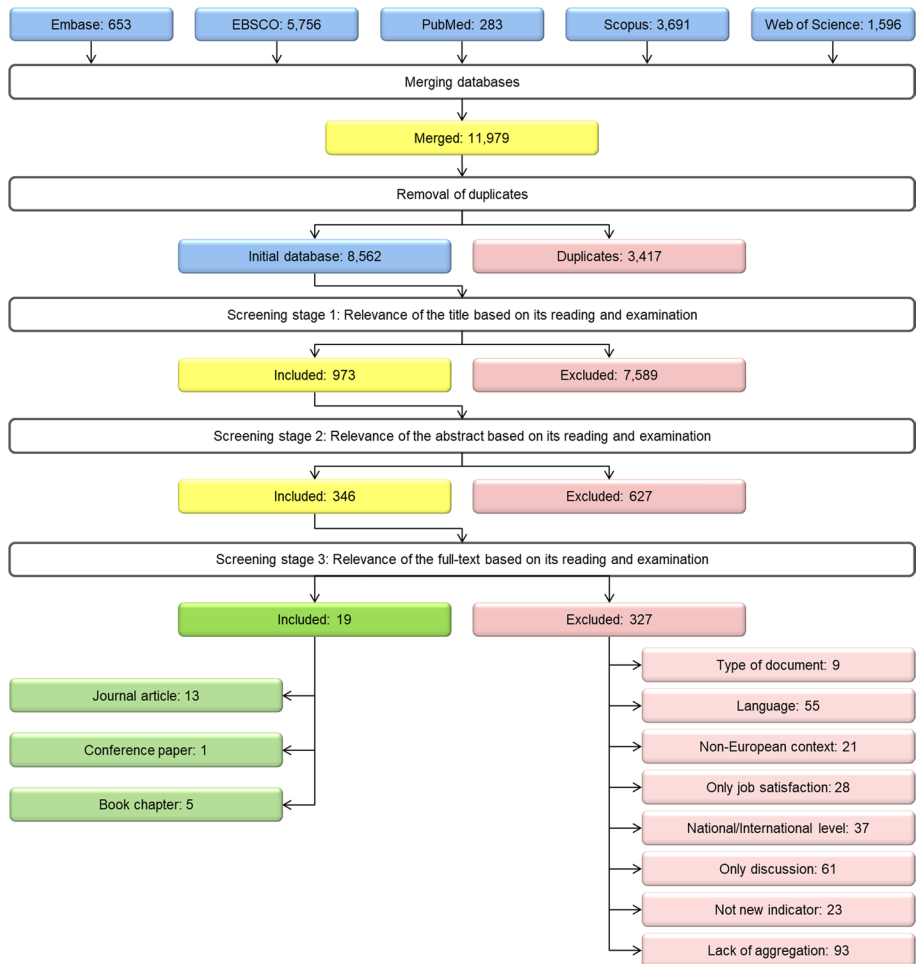 Embase: 653
EBSCO: 5,756
PubMed: 283
Scopus: 3,691
Web of Science: 1,596
Merging databases
Merged: 11,979
Removal of duplicates
Initial database: 8,562
Duplicates: 3,417
Screening stage 1: Relevance of the title based on its reading and examination
Included: 973
Excluded: 7,589
Screening stage 2: Relevance of the abstract based on its reading and examination
Included: 346
Excluded: 627
Screening stage 3: Relevance of the full-text based on its reading and examination
Included: 19
Excluded: 327
Journal article: 13
Conference paper: 1
Book chapter: 5
Type of document: 9
Language: 55
Non-European context: 21
Only job satisfaction: 28
National/International level: 37
Only discussion: 61
Not new indicator: 23
Lack of aggregation: 93